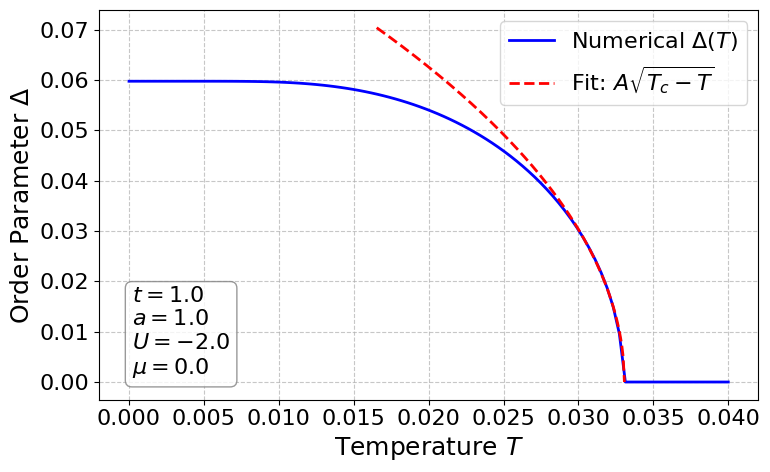 0.07
0.06
0.05
0.04
0.03
0.02
0.01
0.00
Order Parameter Δ
Numerical Δ(T)
Fit: A√(T_c − T)
t = 1.0
a = 1.0
U = −2.0
μ = 0.0
0.000 0.005 0.010 0.015 0.020 0.025 0.030 0.035 0.040
Temperature T